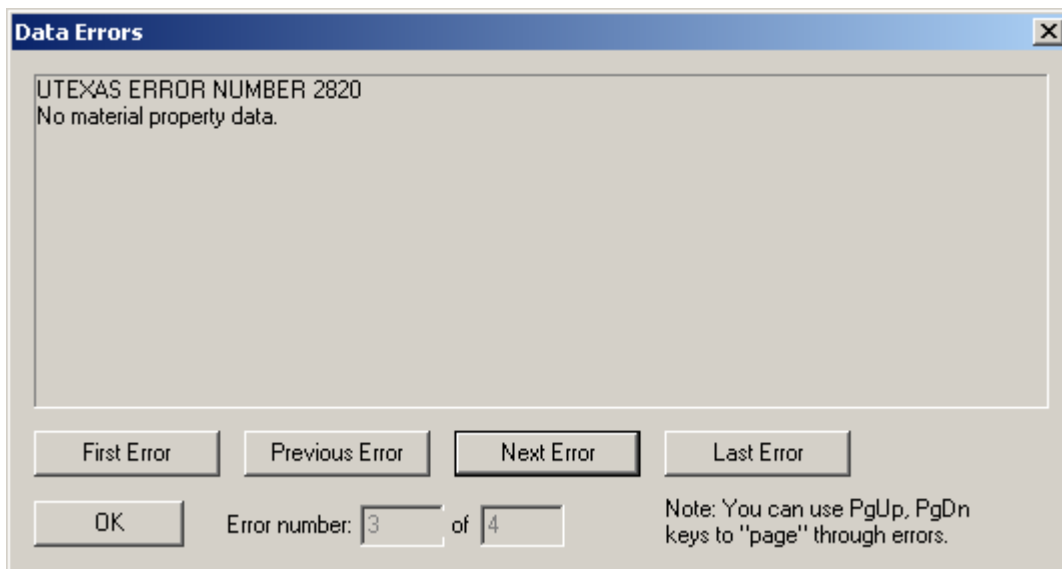 Data Errors
UTEXAS ERROR NUMBER 2820
No material property data.
First Error
Previous Error
Next Error
Last Error
OK
Error number: 3 of 4
Note: You can use PgUp, PgDn
keys to "page" through errors.